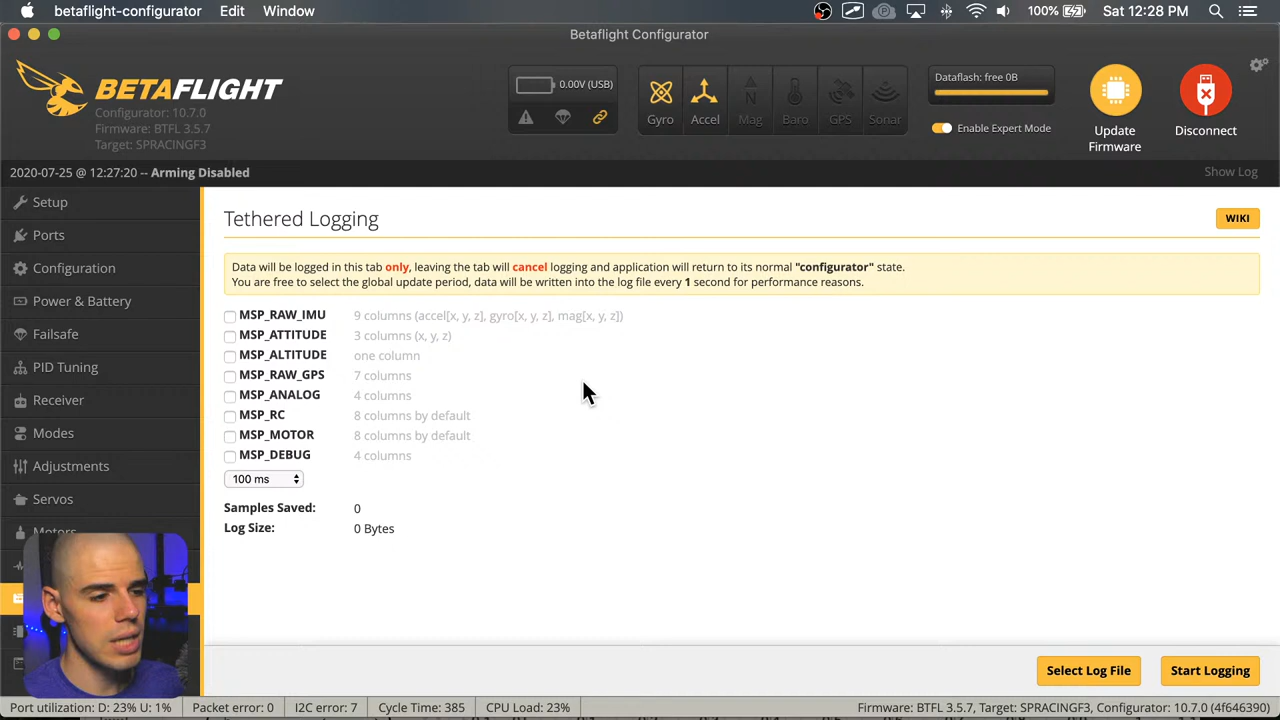 betaflight-configurator Edit Window 100% Sat 12:28 PM
Betaflight Configurator
BETAFLIGHT
Configurator: 10.7.0
Firmware: BTFL 3.5.7
Target: SPRACINGF3
0.00V (USB)
Gyro Accel Mag Baro GPS Sonar
Dataflash: free 0B
Enable Expert Mode
Update
Firmware
Disconnect
2020-07-25 @ 12:27:20 -- Arming Disabled
Show Log
Setup
Ports
Configuration
Power & Battery
Failsafe
PID Tuning
Receiver
Modes
Adjustments
Servos
Motors
Tethered Logging
WIKI
Data will be logged in this tab only, leaving the tab will cancel logging and application will return to its normal "configurator" state.
You are free to select the global update period, data will be written into the log file every 1 second for performance reasons.
MSP_RAW_IMU 9 columns (accel[x, y, z], gyro[x, y, z], mag[x, y, z])
MSP_ATTITUDE 3 columns (x, y, z)
MSP_ALTITUDE one column
MSP_RAW_GPS 7 columns
MSP_ANALOG 4 columns
MSP_RC 8 columns by default
MSP_MOTOR 8 columns by default
MSP_DEBUG 4 columns
100 ms
Samples Saved: 0
Log Size: 0 Bytes
Select Log File
Start Logging
Port utilization: D: 23% U: 1% Packet error: 0 I2C error: 7 Cycle Time: 385 CPU Load: 23% Firmware: BTFL 3.5.7, Target: SPRACINGF3, Configurator: 10.7.0 (4f646390)